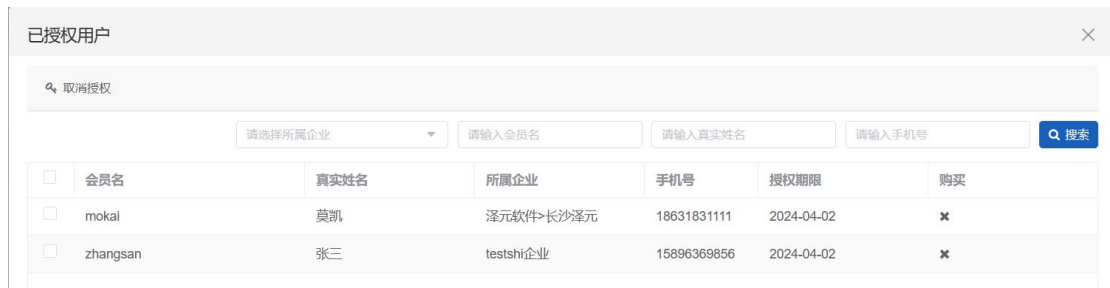 已授权用户
取消授权
请选择所属企业 请输入会员名 请输入真实姓名 请输入手机号 搜索
会员名 真实姓名 所属企业 手机号 授权期限 购买
mokai 莫凯 泽元软件>长沙泽元 18631831111 2024-04-02
zhangsan 张三 testshi企业 15896369856 2024-04-02